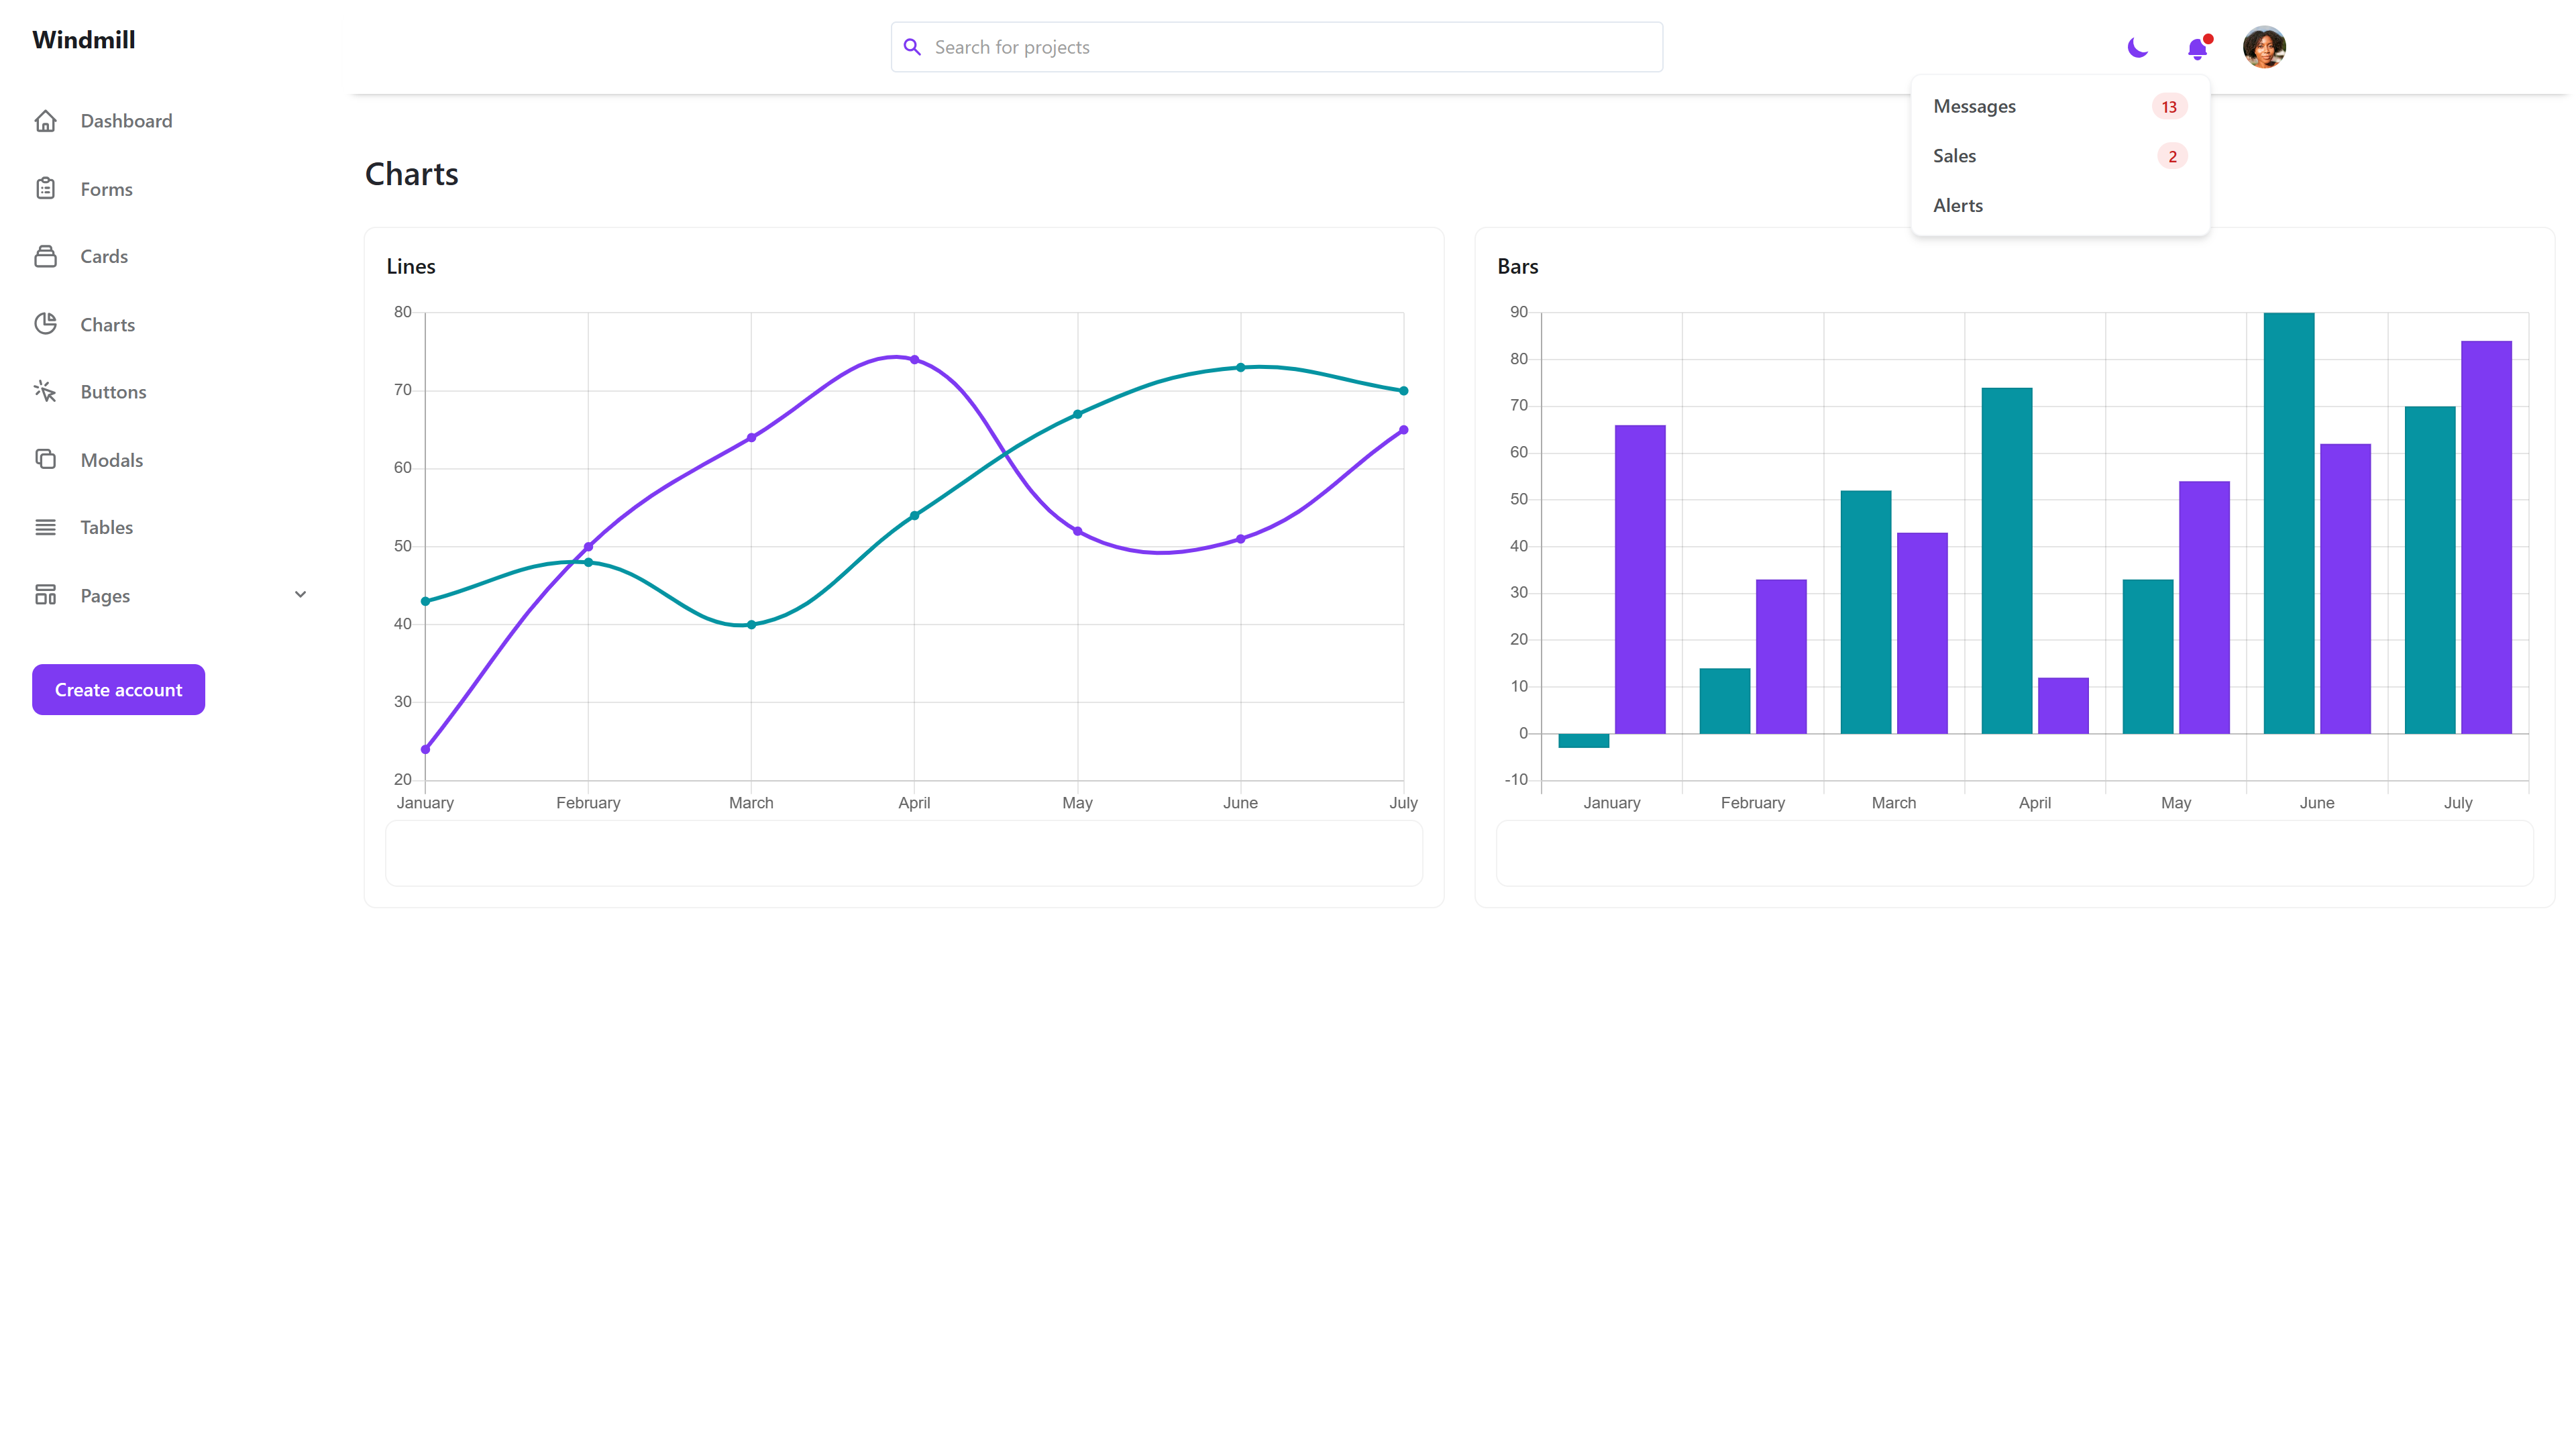 Windmill
Search for projects
Dashboard
Forms
Cards
Charts
Buttons
Modals
Tables
Pages
Create account
Messages 13
Sales 2
Alerts
Charts
Lines
80
70
60
50
40
30
20
January February March April May June July
Bars
90
80
70
60
50
40
30
20
10
0
-10
January February March April May June July